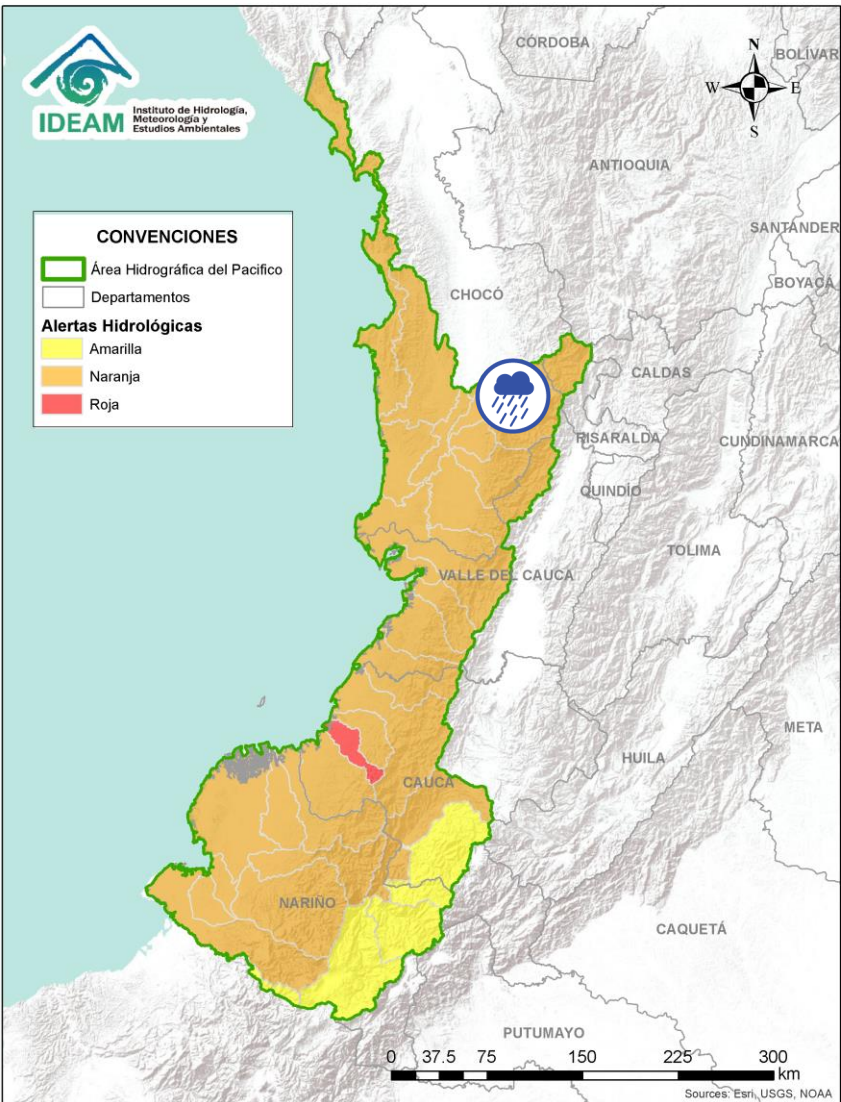 IDEAM
Instituto de Hidrología,
Meteorología y
Estudios Ambientales
CÓRDOBA
BOLIVAR
N
W
E
S
ANTIOQUIA
SANTANDER
BOYACÁ
CONVENCIONES
Área Hidrográfica del Pacifico
Departamentos
Alertas Hidrológicas
Amarilla
Naranja
Roja
CHOCÓ
CALDAS
RISARALDA
CUNDINAMARCA
QUINDÍO
TOLIMA
VALLE DEL CAUCA
META
HUILA
CAUCA
NARIÑO
CAQUETÁ
PUTUMAYO
0 37.5 75 150 225 300
km
Sources: Esri, USGS, NOAA